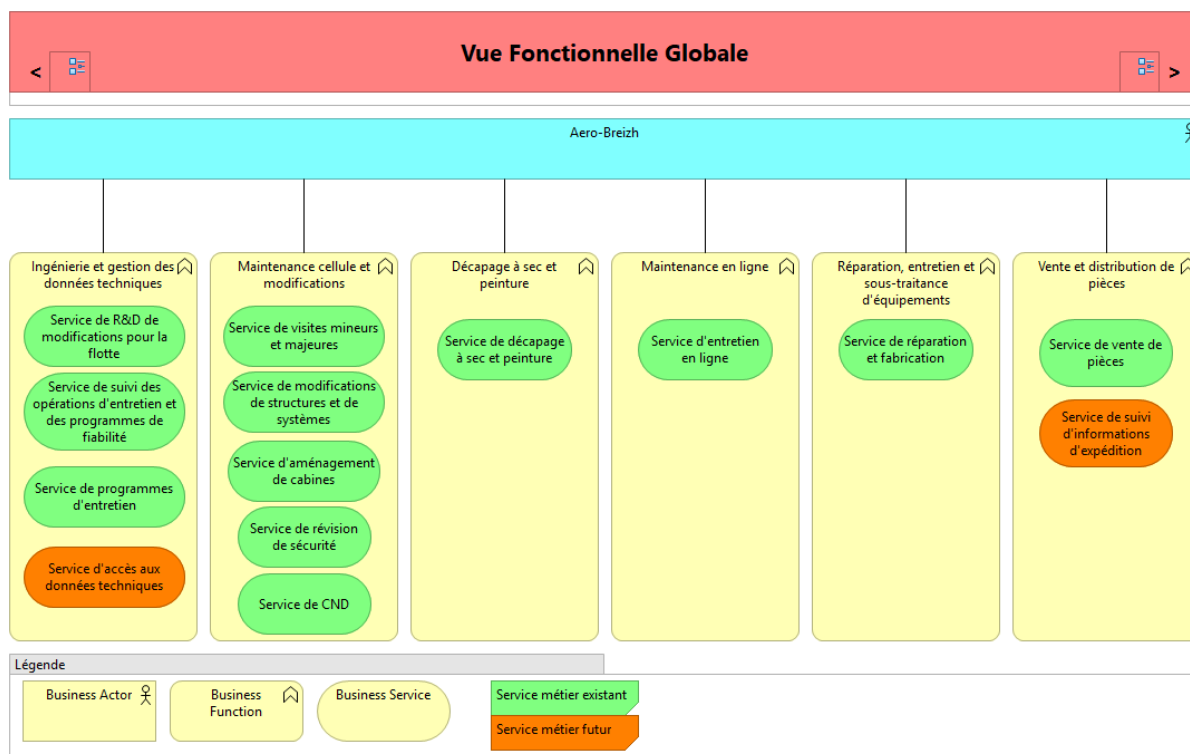 Vue Fonctionnelle Globale
<
>
Aero-Breizh
Ingénierie et gestion des
données techniques
Service de R&D de
modifications pour la
flotte
Service de suivi des
opérations d'entretien et
des programmes de
fiabilité
Service de programmes
d'entretien
Service d'accès aux
données techniques
Maintenance cellule et
modifications
Service de visites mineurs
et majeures
Service de modifications
de structures et de
systèmes
Service d'aménagement
de cabines
Service de révision
de sécurité
Service de CND
Décapage à sec et
peinture
Service de décapage
à sec et peinture
Maintenance en ligne
Service d'entretien
en ligne
Réparation, entretien et
sous-traitance
d'équipements
Service de réparation
et fabrication
Vente et distribution de
pièces
Service de vente de
pièces
Service de suivi
d'informations
d'expédition
Légende
Business Actor
Business
Function
Business Service
Service métier existant
Service métier futur